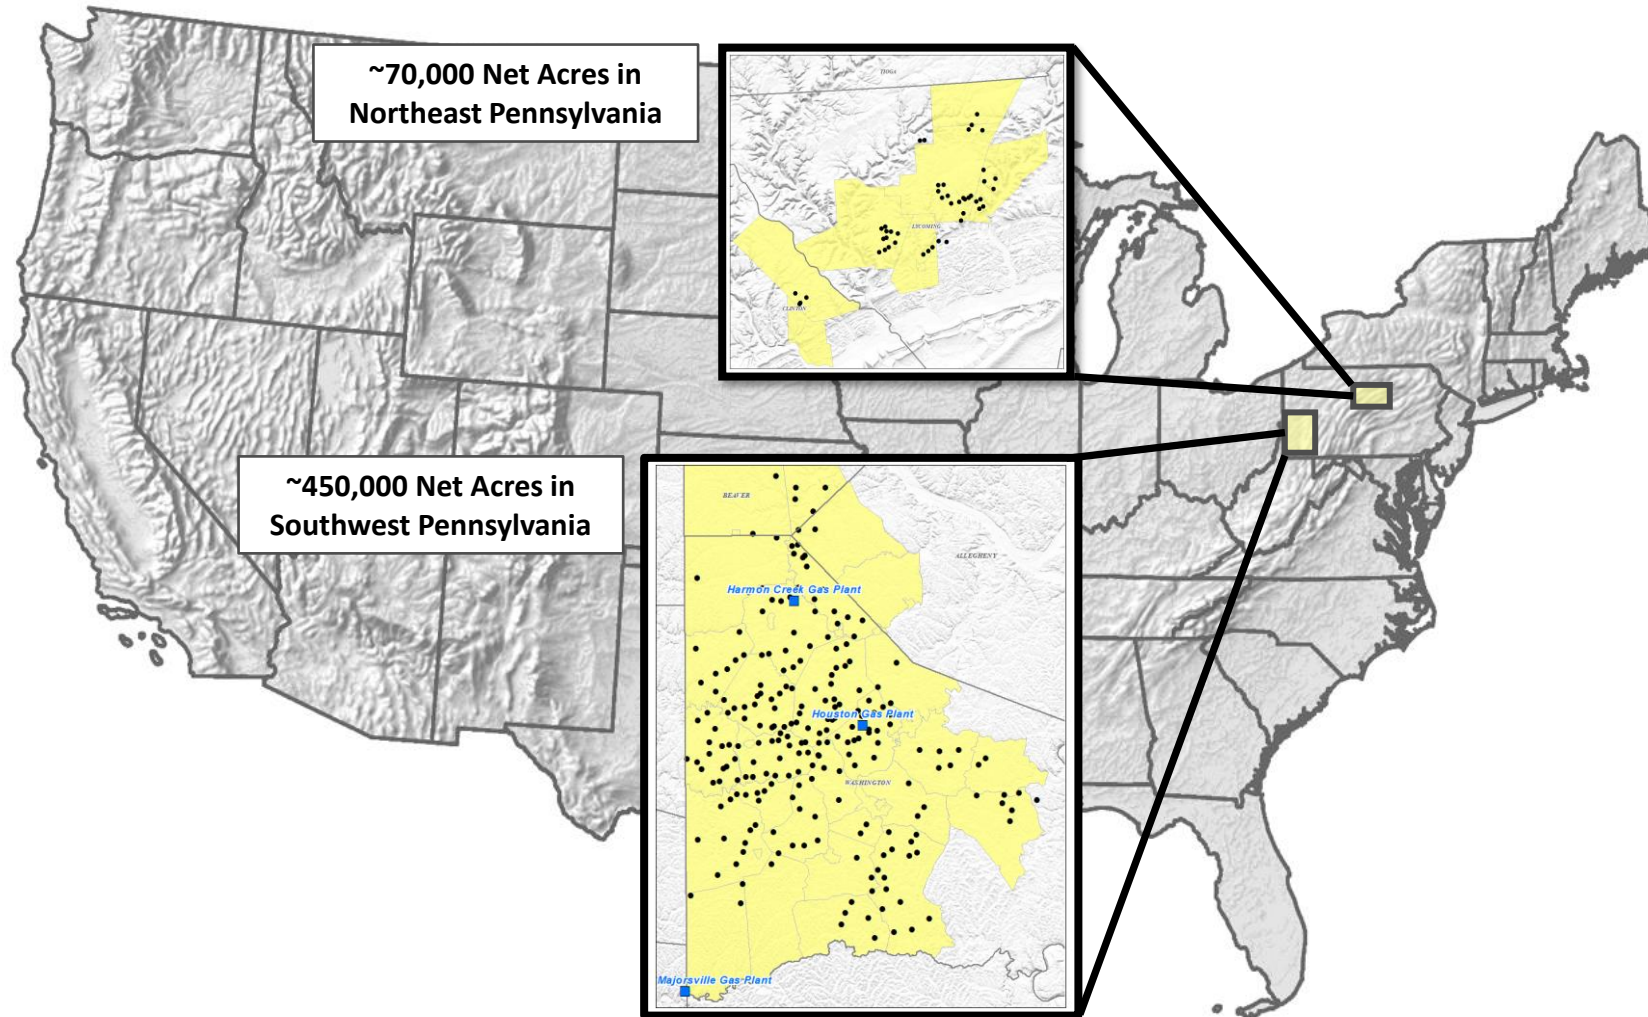 ~70,000 Net Acres in
Northeast Pennsylvania
TIOGA
LYCOMING
CLINTON
~450,000 Net Acres in
Southwest Pennsylvania
BEAVER
ALLEGHENY
Harmon Creek Gas Plant
Houston Gas Plant
WASHINGTON
Majorsville Gas Plant